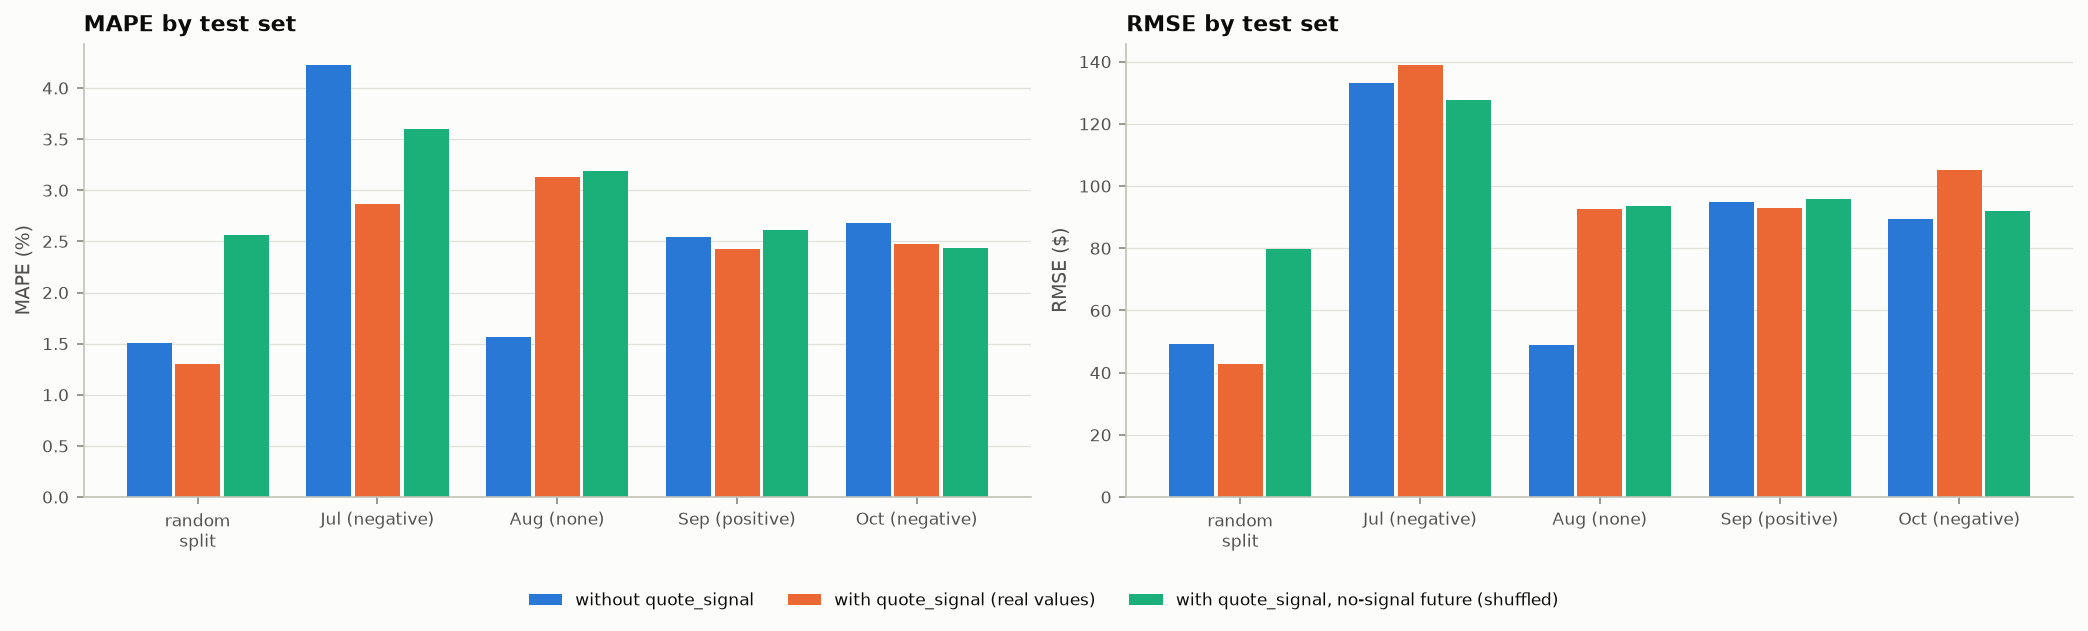 MAPE by test set
MAPE (%)
4.0
3.5
3.0
2.5
2.0
1.5
1.0
0.5
0.0
random
split
Jul (negative)
Aug (none)
Sep (positive)
Oct (negative)
RMSE by test set
RMSE ($)
140
120
100
80
60
40
20
0
random
split
Jul (negative)
Aug (none)
Sep (positive)
Oct (negative)
without quote_signal
with quote_signal (real values)
with quote_signal, no-signal future (shuffled)